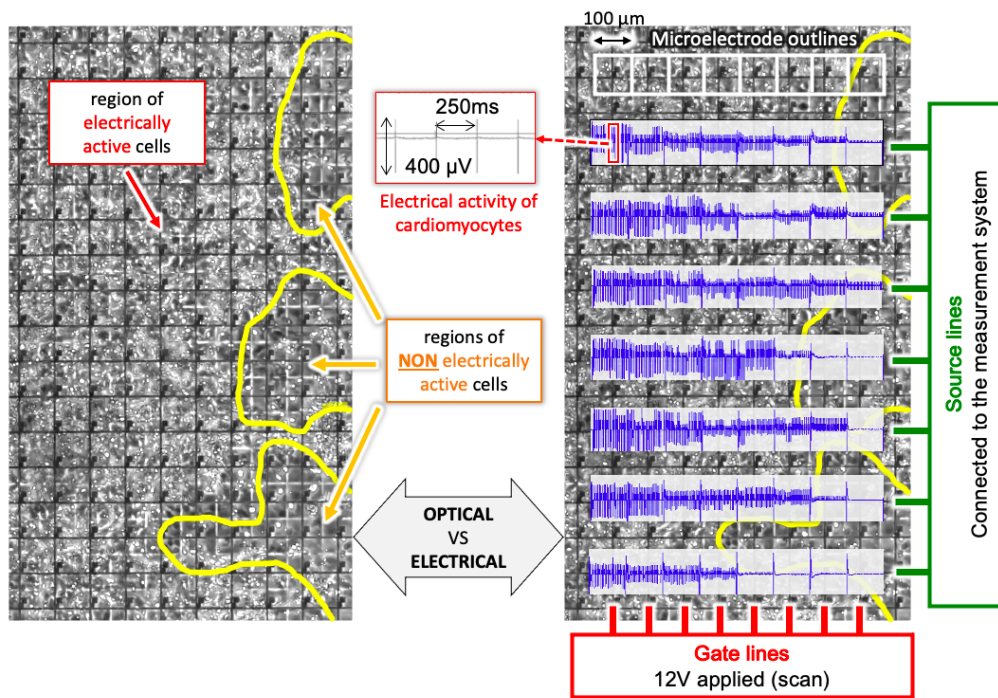 region of
electrically
active cells
250ms
400 µV
Electrical activity of
cardiomyocytes
regions of
NON electrically
active cells
OPTICAL
VS
ELECTRICAL
100 µm
Microelectrode outlines
Source lines
Connected to the measurement system
Gate lines
12V applied (scan)